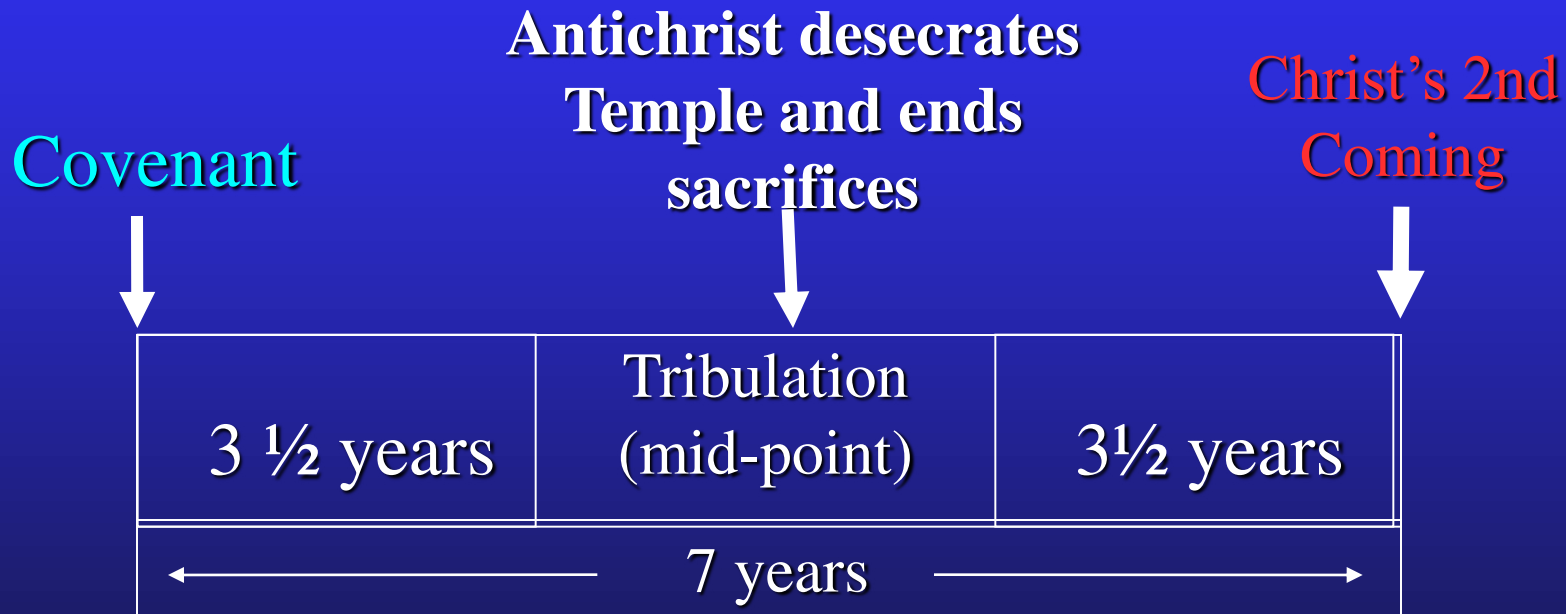 Covenant
Antichrist desecrates
Temple and ends
sacrifices
Christ’s 2nd
Coming
3 ½ years
Tribulation
(mid-point)
3½ years
7 years